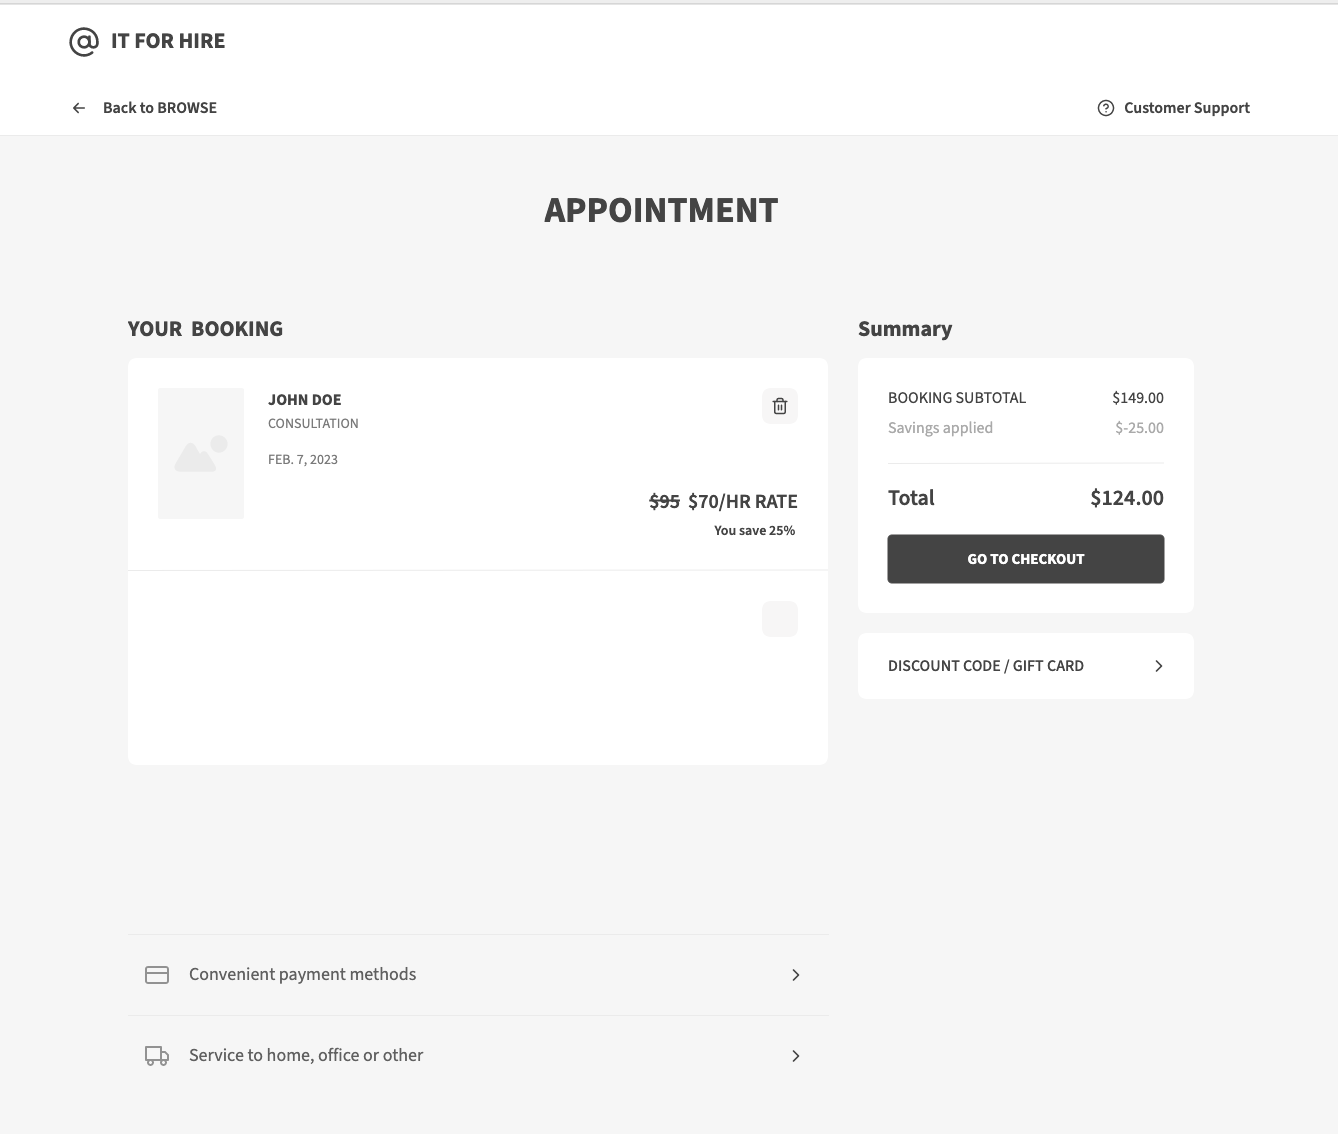 IT FOR HIRE
Back to BROWSE
Customer Support
APPOINTMENT
YOUR BOOKING
JOHN DOE
CONSULTATION
FEB. 7, 2023
$95 $70/HR RATE
You save 25%
Summary
BOOKING SUBTOTAL $149.00
Savings applied $-25.00
Total $124.00
GO TO CHECKOUT
DISCOUNT CODE / GIFT CARD
Convenient payment methods
Service to home, office or other